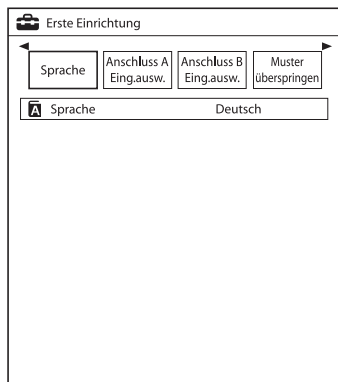 Erste Einrichtung
Sprache
Anschluss A
Eing.ausw.
Anschluss B
Eing.ausw.
Muster
überspringen
A Sprache Deutsch